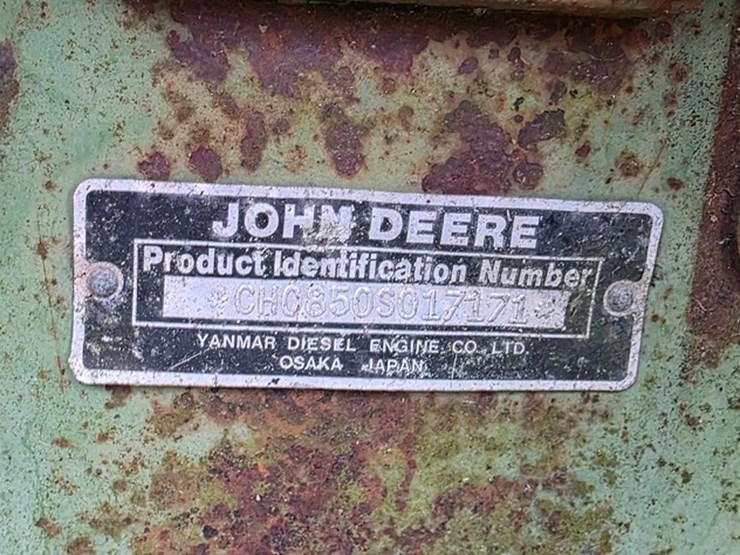 JOHN DEERE
Product Identification Number
*CH0850S017171*
YANMAR DIESEL ENGINE CO. LTD.
OSAKA JAPAN